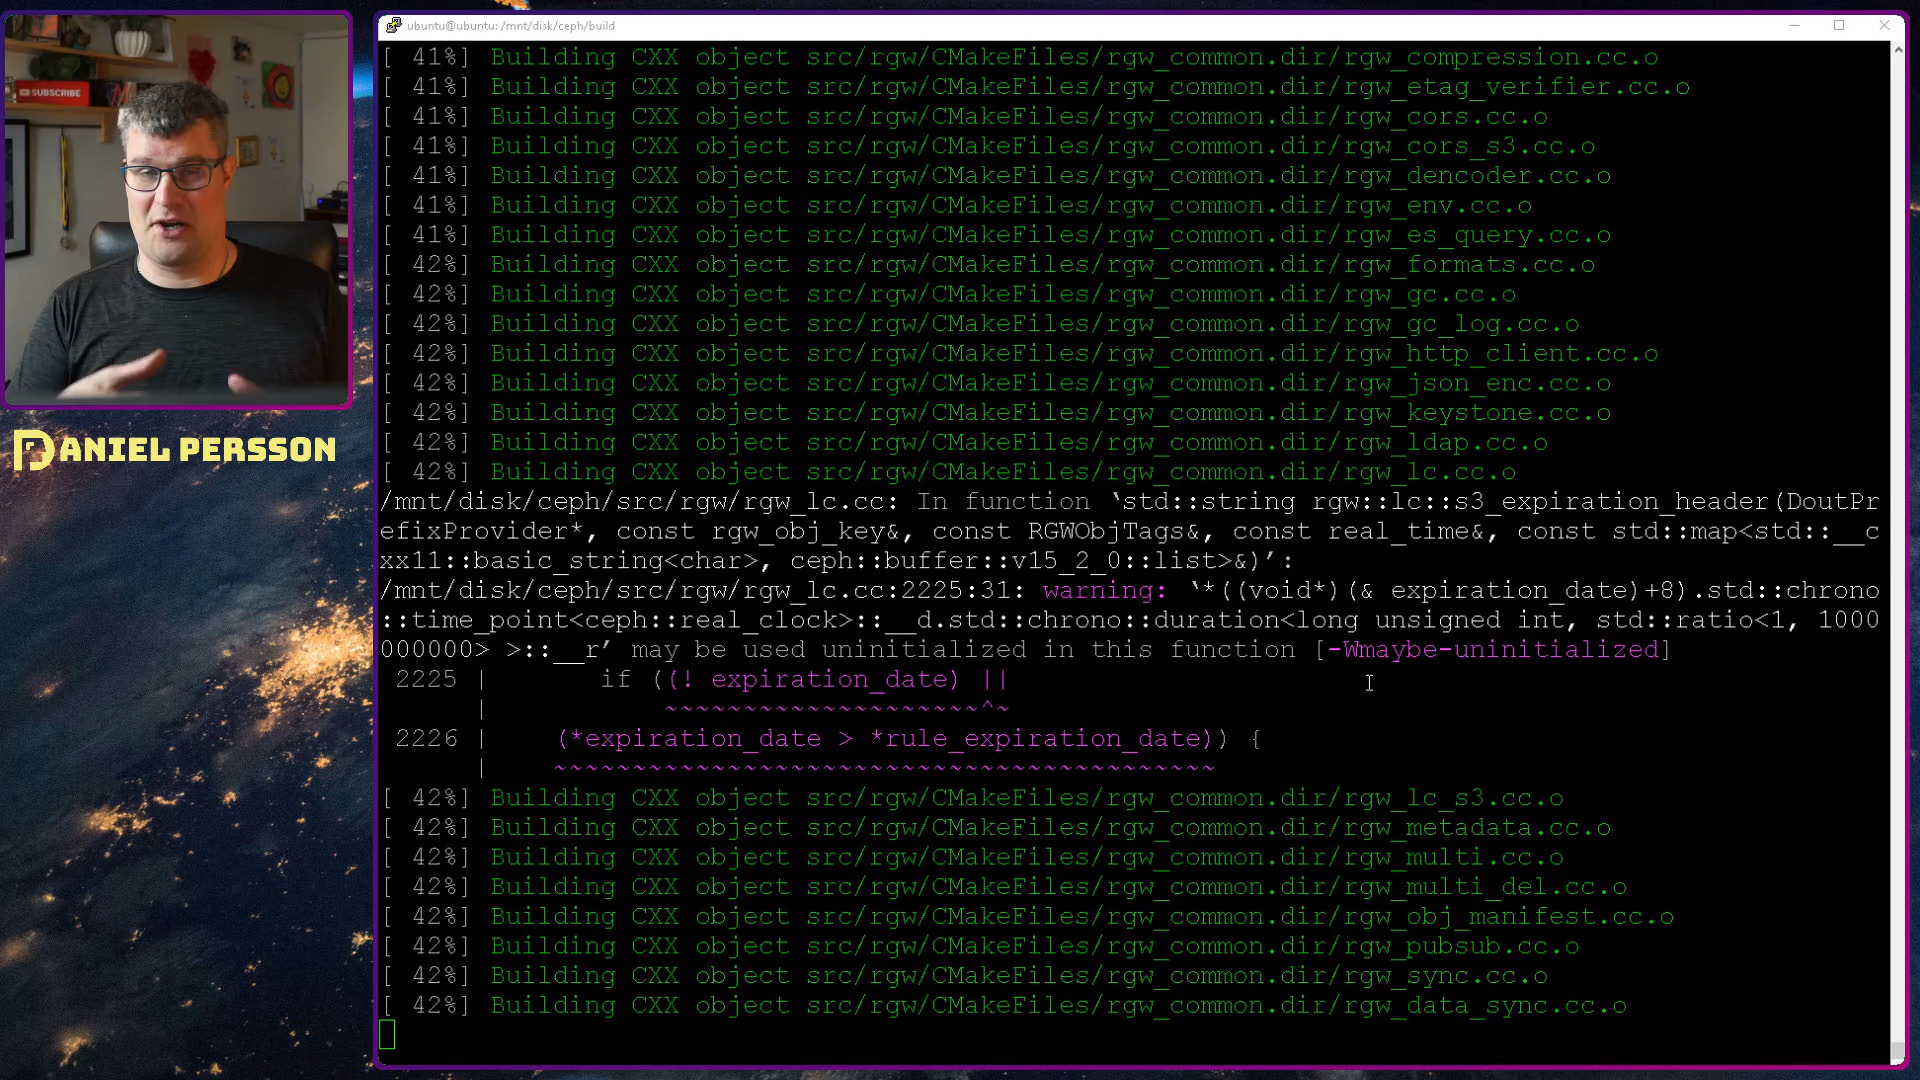 SUBSCRIBE
DANIEL PERSSON
ubuntu@ubuntu: /mnt/disk/ceph/build
[ 41%] Building CXX object src/rgw/CMakeFiles/rgw_common.dir/rgw_compression.cc.o
[ 41%] Building CXX object src/rgw/CMakeFiles/rgw_common.dir/rgw_etag_verifier.cc.o
[ 41%] Building CXX object src/rgw/CMakeFiles/rgw_common.dir/rgw_cors.cc.o
[ 41%] Building CXX object src/rgw/CMakeFiles/rgw_common.dir/rgw_cors_s3.cc.o
[ 41%] Building CXX object src/rgw/CMakeFiles/rgw_common.dir/rgw_dencoder.cc.o
[ 41%] Building CXX object src/rgw/CMakeFiles/rgw_common.dir/rgw_env.cc.o
[ 41%] Building CXX object src/rgw/CMakeFiles/rgw_common.dir/rgw_es_query.cc.o
[ 42%] Building CXX object src/rgw/CMakeFiles/rgw_common.dir/rgw_formats.cc.o
[ 42%] Building CXX object src/rgw/CMakeFiles/rgw_common.dir/rgw_gc.cc.o
[ 42%] Building CXX object src/rgw/CMakeFiles/rgw_common.dir/rgw_gc_log.cc.o
[ 42%] Building CXX object src/rgw/CMakeFiles/rgw_common.dir/rgw_http_client.cc.o
[ 42%] Building CXX object src/rgw/CMakeFiles/rgw_common.dir/rgw_json_enc.cc.o
[ 42%] Building CXX object src/rgw/CMakeFiles/rgw_common.dir/rgw_keystone.cc.o
[ 42%] Building CXX object src/rgw/CMakeFiles/rgw_common.dir/rgw_ldap.cc.o
[ 42%] Building CXX object src/rgw/CMakeFiles/rgw_common.dir/rgw_lc.cc.o
/mnt/disk/ceph/src/rgw/rgw_lc.cc: In function ‘std::string rgw::lc::s3_expiration_header(DoutPr
efixProvider*, const rgw_obj_key&, const RGWObjTags&, const real_time&, const std::map<std::__c
xx11::basic_string<char>, ceph::buffer::v15_2_0::list>&)’:
/mnt/disk/ceph/src/rgw/rgw_lc.cc:2225:31: warning: ‘*((void*)(& expiration_date)+8).std::chrono
::time_point<ceph::real_clock>::__d.std::chrono::duration<long unsigned int, std::ratio<1, 1000
000000> >::__r’ may be used uninitialized in this function [-Wmaybe-uninitialized]
2225 | if ((! expiration_date) ||
| ~~~~~~~~~~~~~~~~~~~~^~
2226 | (*expiration_date > *rule_expiration_date)) {
| ~~~~~~~~~~~~~~~~~~~~~~~~~~~~~~~~~~~~~~~~~~
[ 42%] Building CXX object src/rgw/CMakeFiles/rgw_common.dir/rgw_lc_s3.cc.o
[ 42%] Building CXX object src/rgw/CMakeFiles/rgw_common.dir/rgw_metadata.cc.o
[ 42%] Building CXX object src/rgw/CMakeFiles/rgw_common.dir/rgw_multi.cc.o
[ 42%] Building CXX object src/rgw/CMakeFiles/rgw_common.dir/rgw_multi_del.cc.o
[ 42%] Building CXX object src/rgw/CMakeFiles/rgw_common.dir/rgw_obj_manifest.cc.o
[ 42%] Building CXX object src/rgw/CMakeFiles/rgw_common.dir/rgw_pubsub.cc.o
[ 42%] Building CXX object src/rgw/CMakeFiles/rgw_common.dir/rgw_sync.cc.o
[ 42%] Building CXX object src/rgw/CMakeFiles/rgw_common.dir/rgw_data_sync.cc.o